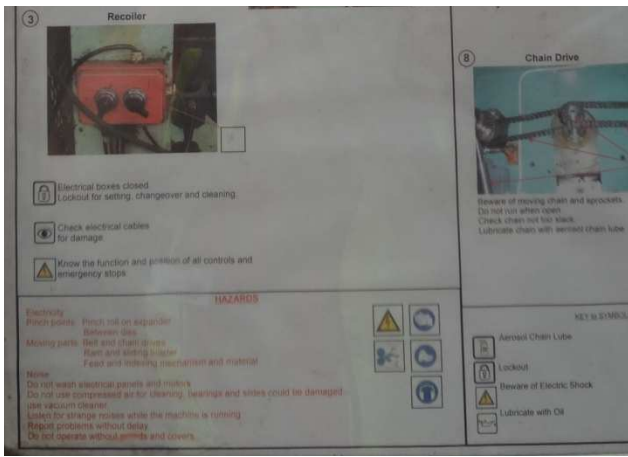 3
Recoiler
Electrical boxes closed.
Lockout for setting, changeover and cleaning.
Check electrical cables
for damage.
Know the function and position of all controls and
emergency stops.
8
Chain Drive
Beware of moving chain and sprockets.
Do not run when open.
Check chain not too slack.
Lubricate chain with aerosol chain lube.
HAZARDS
Electricity
Pinch points: Pinch roll on expander
Between dies
Moving parts: Belt and chain drives
Ram and sliding bolster
Feed and indexing mechanism and material
Noise
Do not wash electrical panels and motors
Do not use compressed air for cleaning, bearings and slides could be damaged
use vacuum cleaner.
Listen for strange noises while the machine is running
Report problems without delay
Do not operate without guards and covers.
KEY to SYMBOL
Aerosol Chain Lube
Lockout
Beware of Electric Shock
Lubricate with Oil